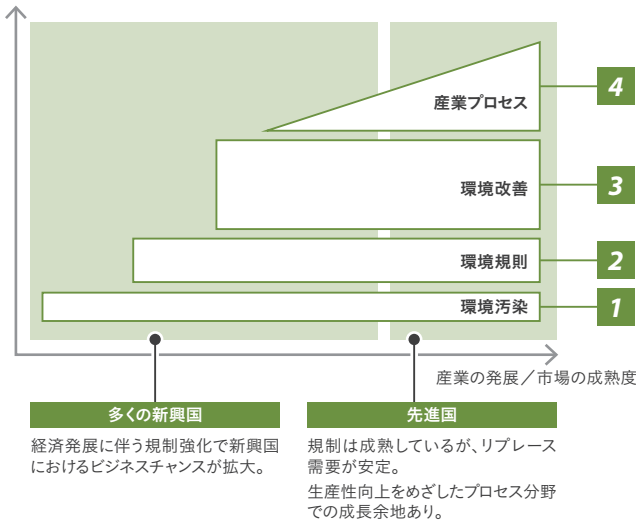 産業プロセス
4
環境改善
3
環境規則
2
環境汚染
1
産業の発展／市場の成熟度
多くの新興国
経済発展に伴う規制強化で新興国
におけるビジネスチャンスが拡大。
先進国
規制は成熟しているが、リプレース
需要が安定。
生産性向上をめざしたプロセス分野
での成長余地あり。